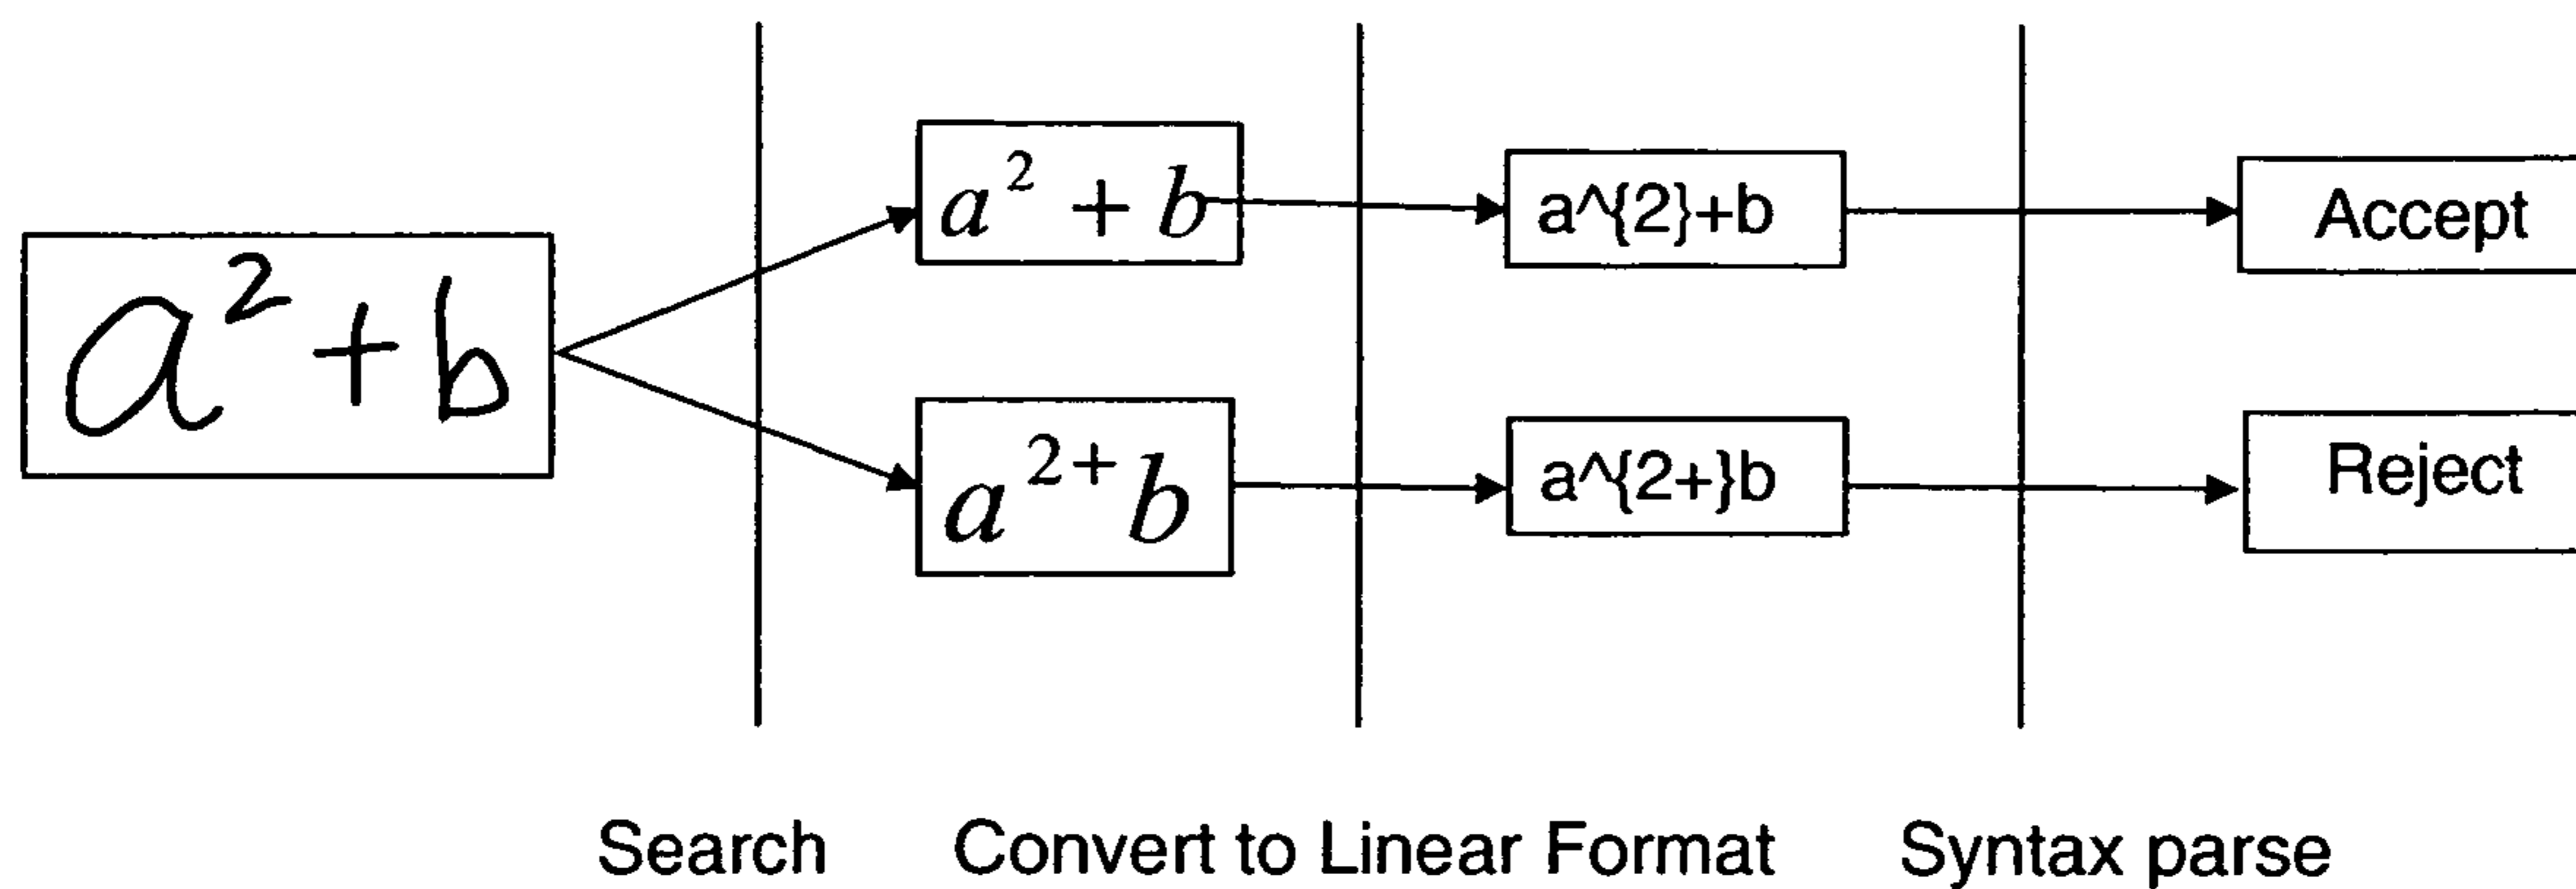 a² + b
a² + b
a^{2}+b
Accept
a²⁺b
a^{2+}b
Reject
Search
Convert to Linear Format
Syntax parse